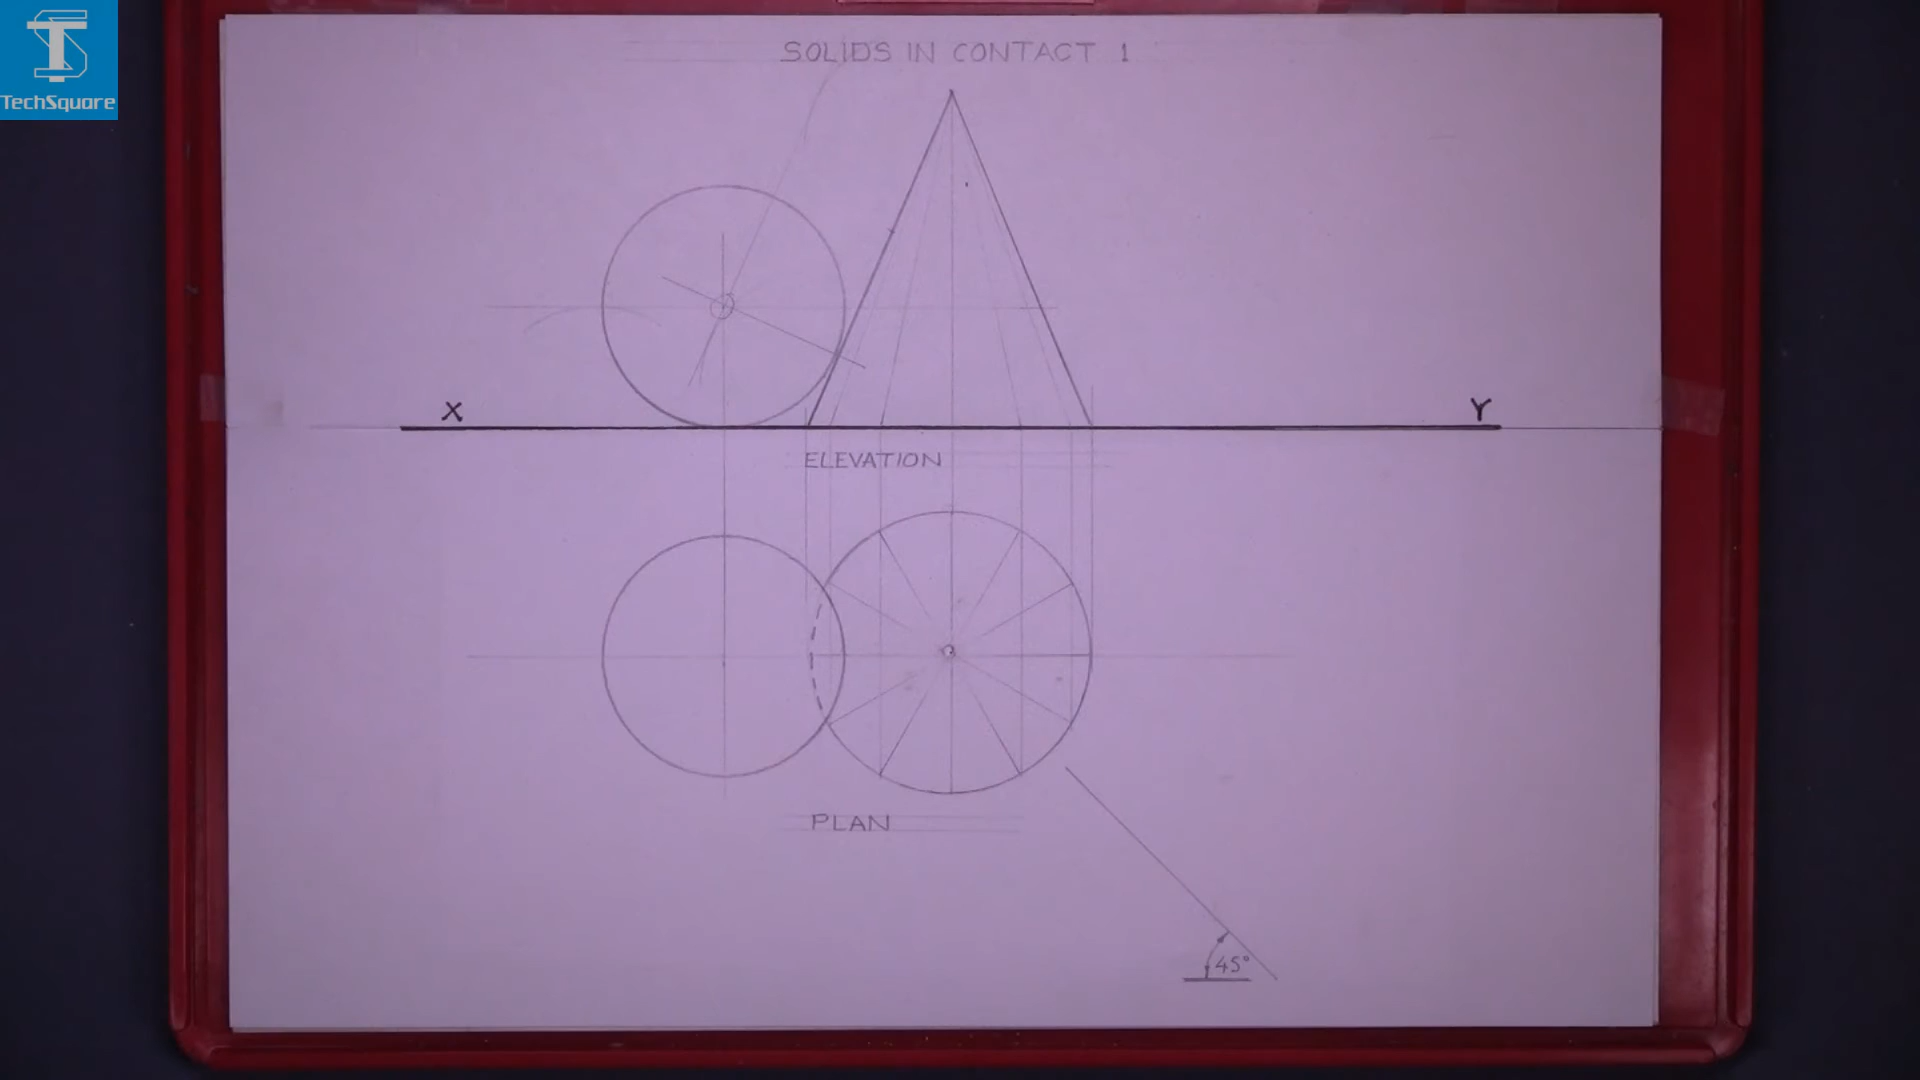 TechSquare
SOLIDS IN CONTACT 1
X
Y
ELEVATION
PLAN
45°